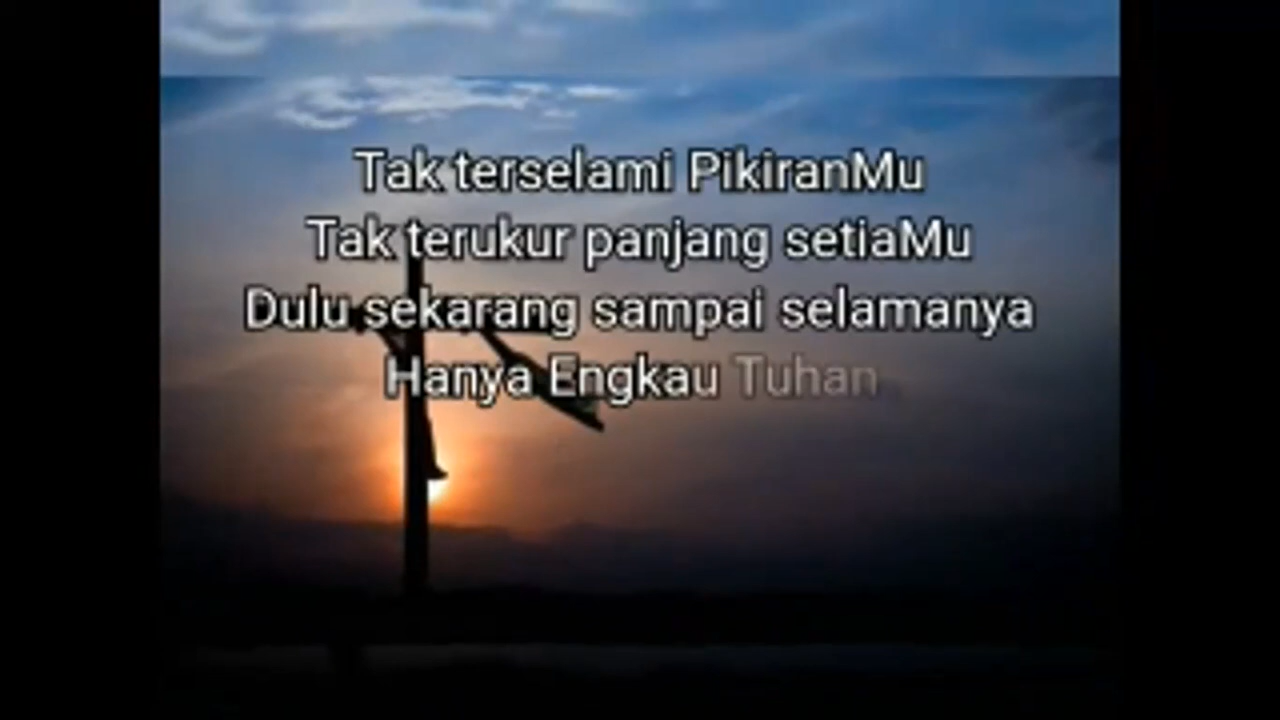 Tak terselami PikiranMu
Tak terukur panjang setiaMu
Dulu sekarang sampai selamanya
Hanya Engkau Tuhan